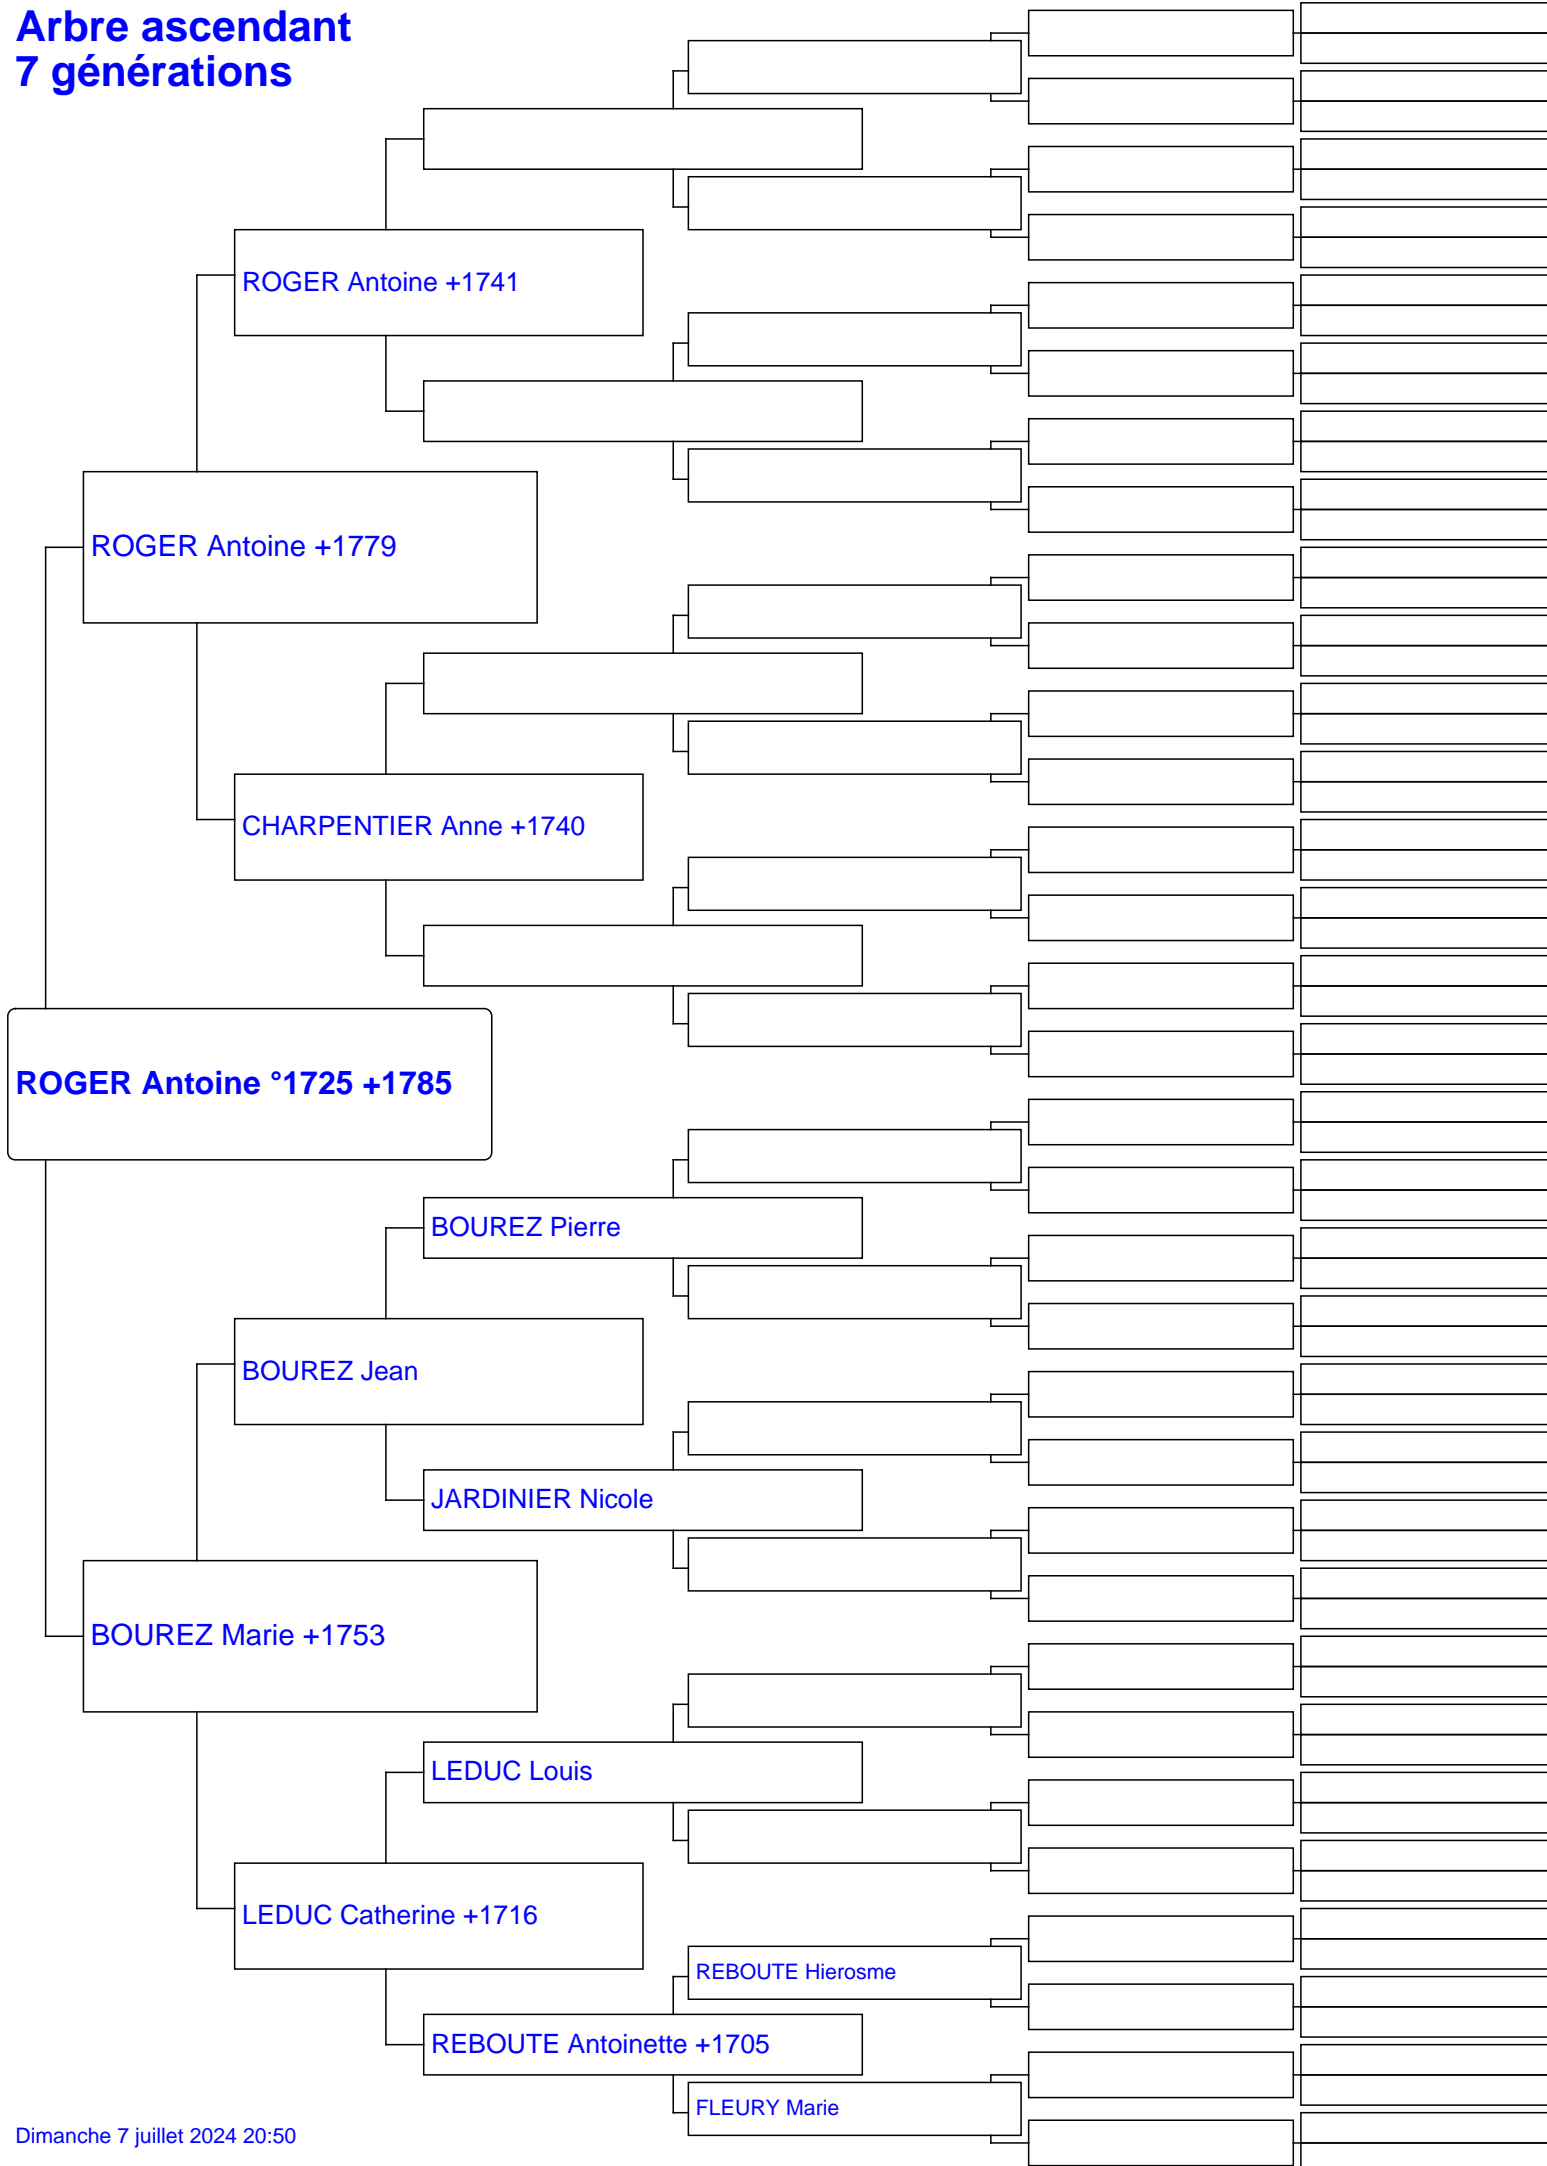 Arbre ascendant
7 générations
ROGER Antoine +1741
ROGER Antoine +1779
CHARPENTIER Anne +1740
ROGER Antoine °1725 +1785
BOUREZ Pierre
BOUREZ Jean
JARDINIER Nicole
BOUREZ Marie +1753
LEDUC Louis
LEDUC Catherine +1716
REBOUTE Hierosme
REBOUTE Antoinette +1705
FLEURY Marie
Dimanche 7 juillet 2024 20:50